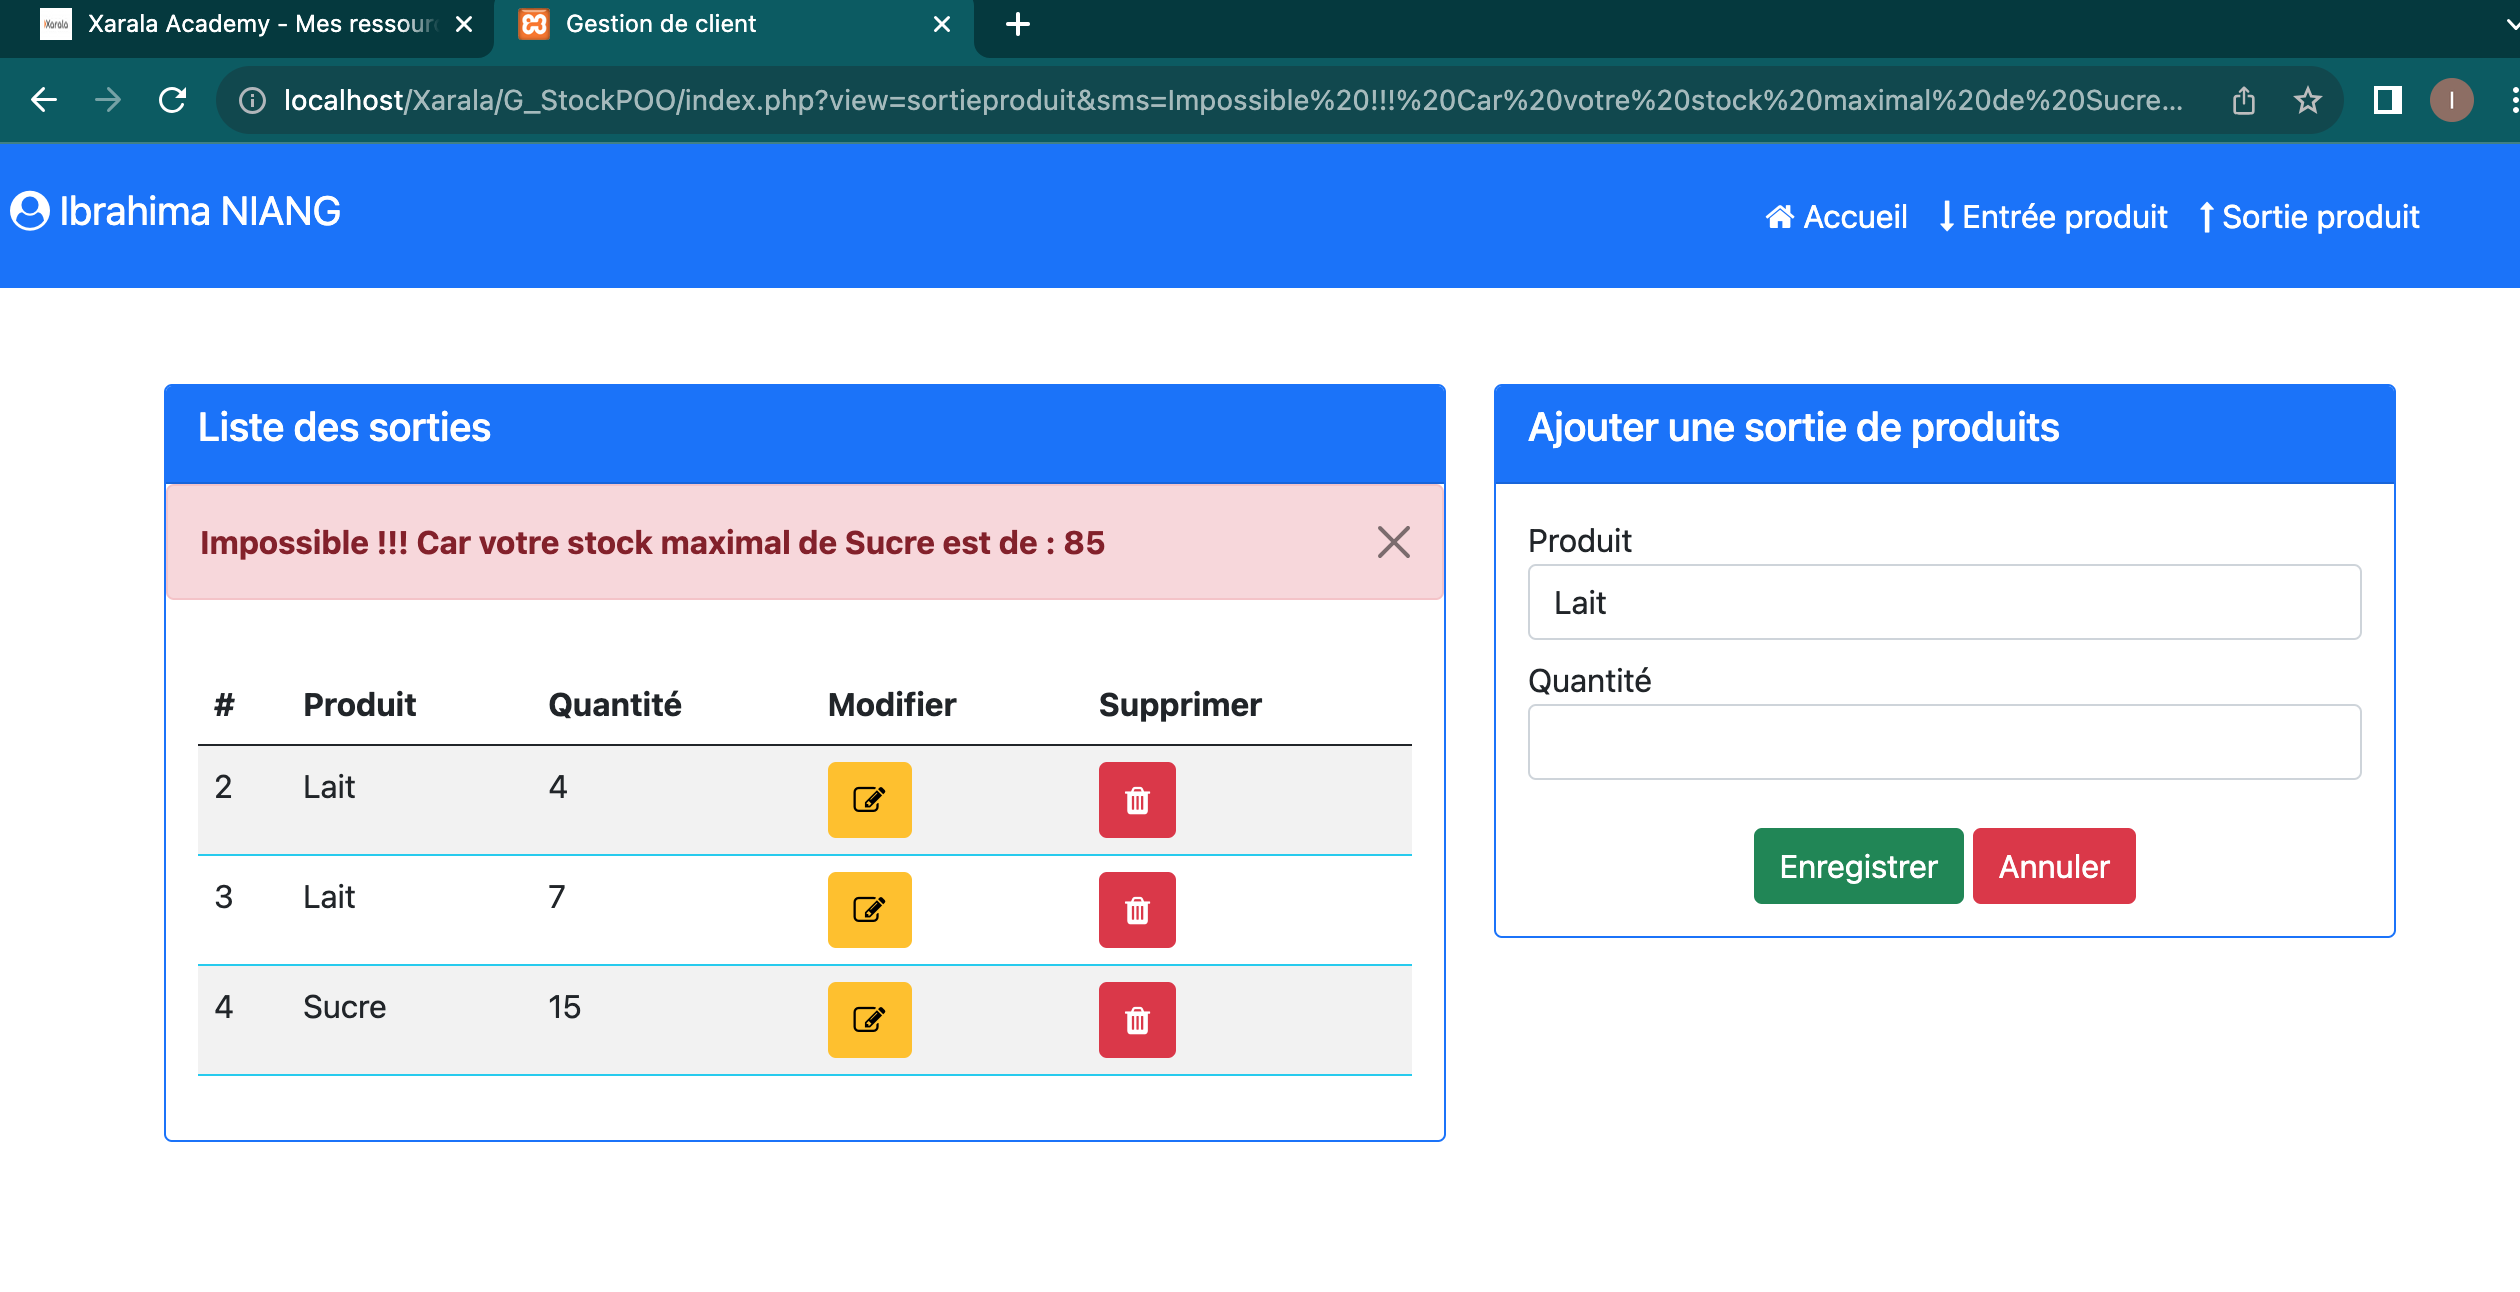 Xarala Academy - Mes ressour
Gestion de client
localhost/Xarala/G_StockPOO/index.php?view=sortieproduit&sms=Impossible%20!!!%20Car%20votre%20stock%20maximal%20de%20Sucre...
I
Ibrahima NIANG
Accueil
Entrée produit
Sortie produit
Liste des sorties
Impossible !!! Car votre stock maximal de Sucre est de : 85
# Produit Quantité Modifier Supprimer
2 Lait 4
3 Lait 7
4 Sucre 15
Ajouter une sortie de produits
Produit
Lait
Quantité
Enregistrer
Annuler